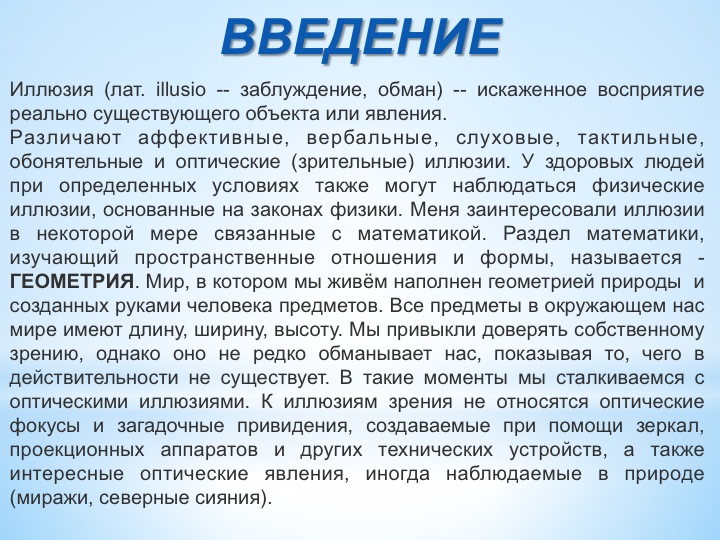 ВВЕДЕНИЕ
Иллюзия (лат. illusio -- заблуждение, обман) -- искаженное восприятие
реально существующего объекта или явления.
Различают аффективные, вербальные, слуховые, тактильные,
обонятельные и оптические (зрительные) иллюзии. У здоровых людей
при определенных условиях также могут наблюдаться физические
иллюзии, основанные на законах физики. Меня заинтересовали иллюзии
в некоторой мере связанные с математикой. Раздел математики,
изучающий пространственные отношения и формы, называется -
ГЕОМЕТРИЯ. Мир, в котором мы живём наполнен геометрией природы и
созданных руками человека предметов. Все предметы в окружающем нас
мире имеют длину, ширину, высоту. Мы привыкли доверять собственному
зрению, однако оно не редко обманывает нас, показывая то, чего в
действительности не существует. В такие моменты мы сталкиваемся с
оптическими иллюзиями. К иллюзиям зрения не относятся оптические
фокусы и загадочные привидения, создаваемые при помощи зеркал,
проекционных аппаратов и других технических устройств, а также
интересные оптические явления, иногда наблюдаемые в природе
(миражи, северные сияния).